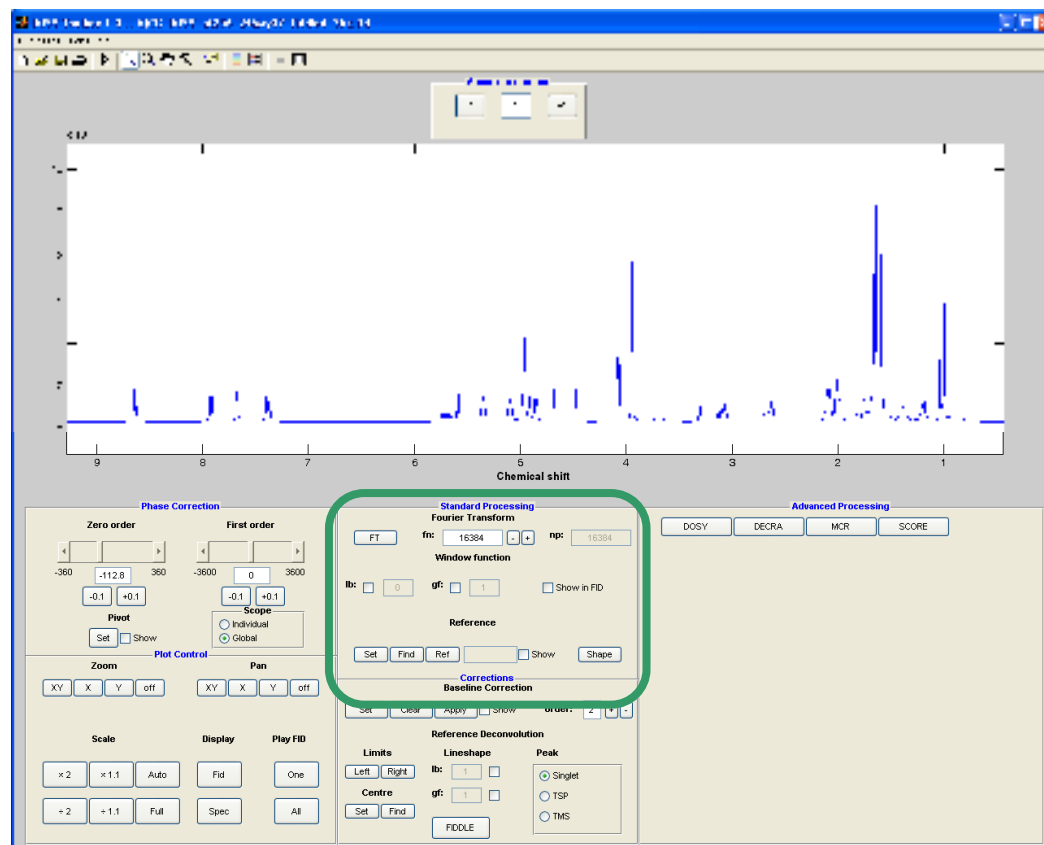 9 8 7 6 5 4 3 2 1
Chemical shift
Phase Correction
Zero order First order
-360 -112.8 360 -3600 0 3600
-0.1 +0.1 -0.1 +0.1
Pivot Scope
Set Show Individual
Global
Plot Control
Zoom Pan
XY X Y off XY X Y off
Scale Display Play FID
× 2 × 1.1 Auto Fid One
÷ 2 ÷ 1.1 Full Spec All
Standard Processing
Fourier Transform
FT fn: 16384 - + np: 16384
Window function
lb: 0 gf: 1 Show in FID
Reference
Set Find Ref Show Shape
Corrections
Baseline Correction
Set Clear Apply Show order: 2 + -
Reference Deconvolution
Limits Lineshape Peak
Left Right lb: 1 Singlet
Centre gf: 1 TSP
Set Find TMS
FIDDLE
Advanced Processing
DOSY DECRA MCR SCORE